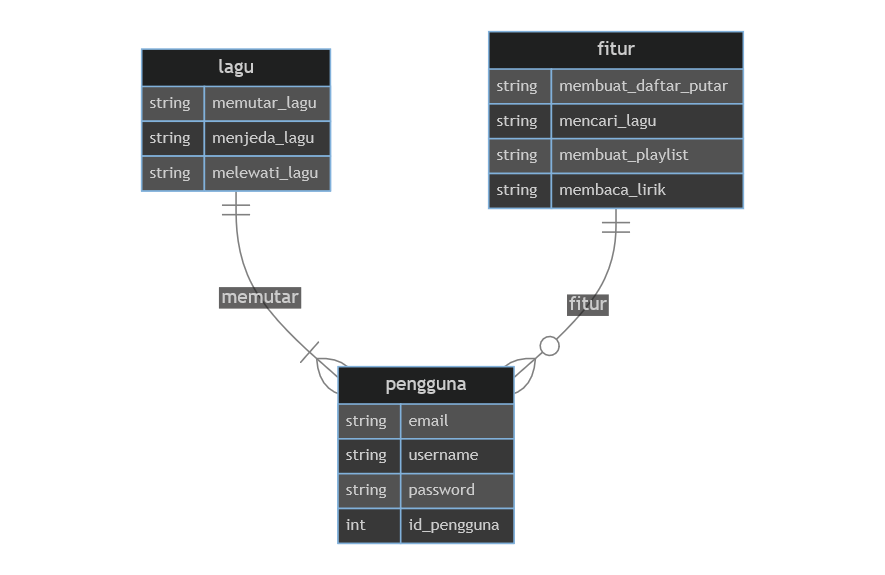 lagu
string memutar_lagu
string menjeda_lagu
string melewati_lagu
fitur
string membuat_daftar_putar
string mencari_lagu
string membuat_playlist
string membaca_lirik
memutar
fitur
pengguna
string email
string username
string password
int id_pengguna